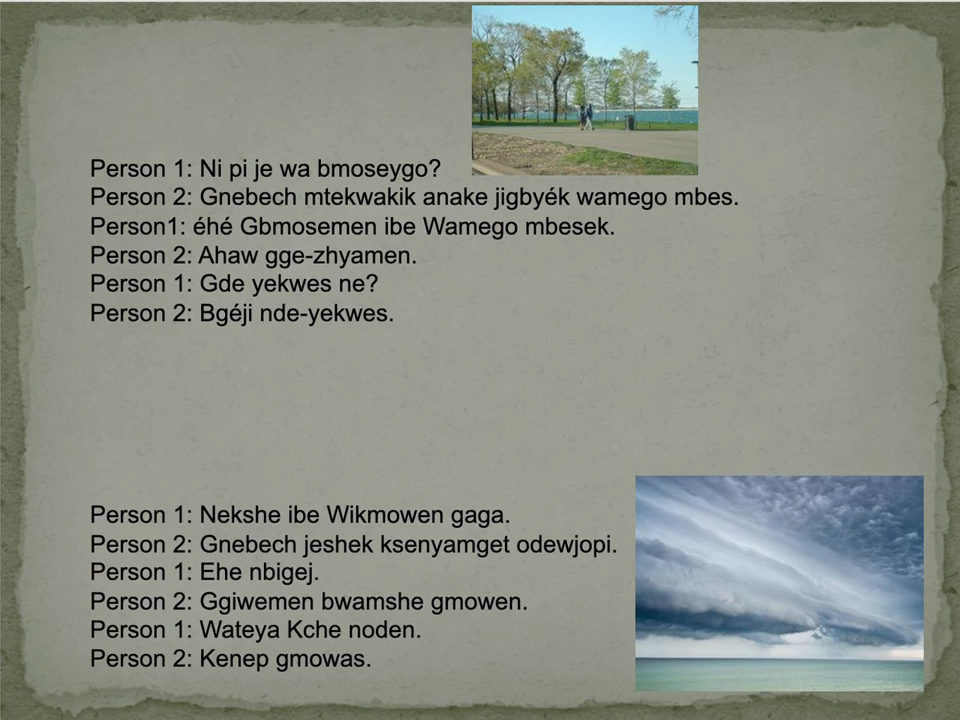 Person 1: Ni pi je wa bmoseygo?
Person 2: Gnebech mtekwakik anake jigbyék wamego mbes.
Person1: éhé Gbmosemen ibe Wamego mbesek.
Person 2: Ahaw gge-zhyamen.
Person 1: Gde yekwes ne?
Person 2: Bgéji nde-yekwes.
Person 1: Nekshe ibe Wikmowen gaga.
Person 2: Gnebech jeshek ksenyamget odewjopi.
Person 1: Ehe nbigej.
Person 2: Ggiwemen bwamshe gmowen.
Person 1: Wateya Kche noden.
Person 2: Kenep gmowas.